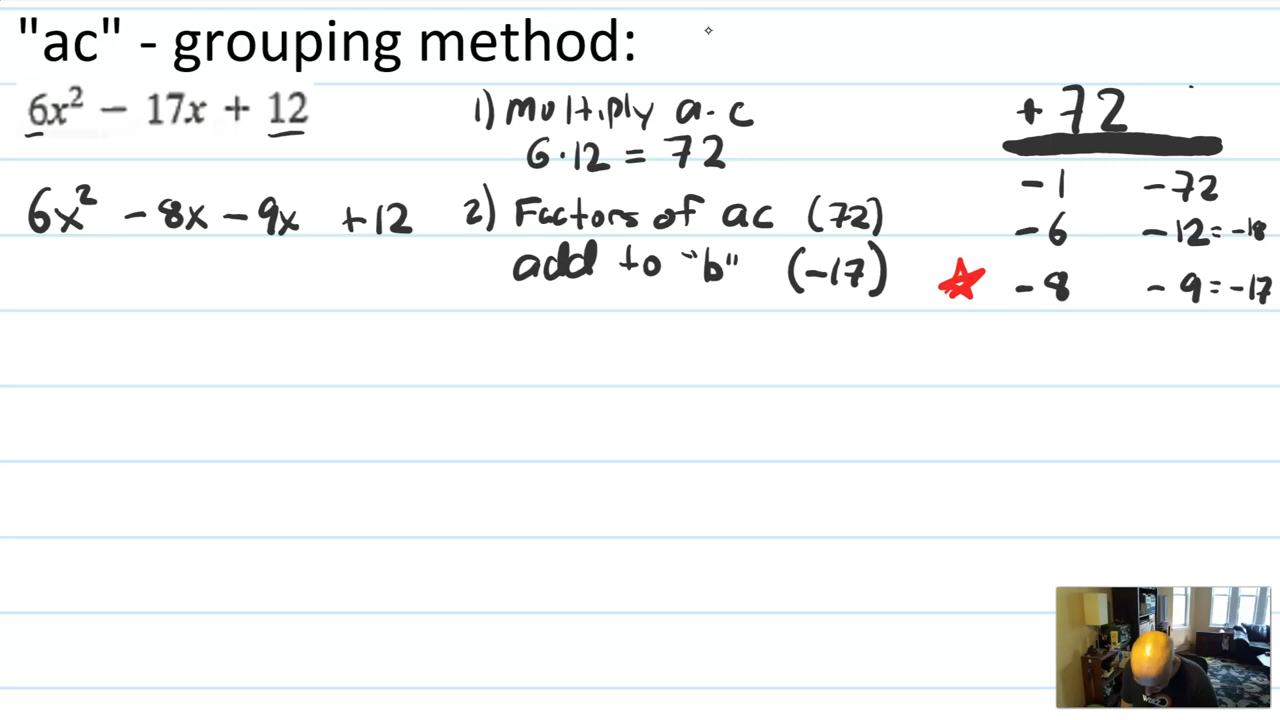 "ac" - grouping method:
6x² − 17x + 12
6x² - 8x - 9x + 12
1) multiply a·c
6·12 = 72
2) Factors of ac (72)
add to "b" (-17)
+72
-1 -72
-6 -12=-18
-8 -9=-17